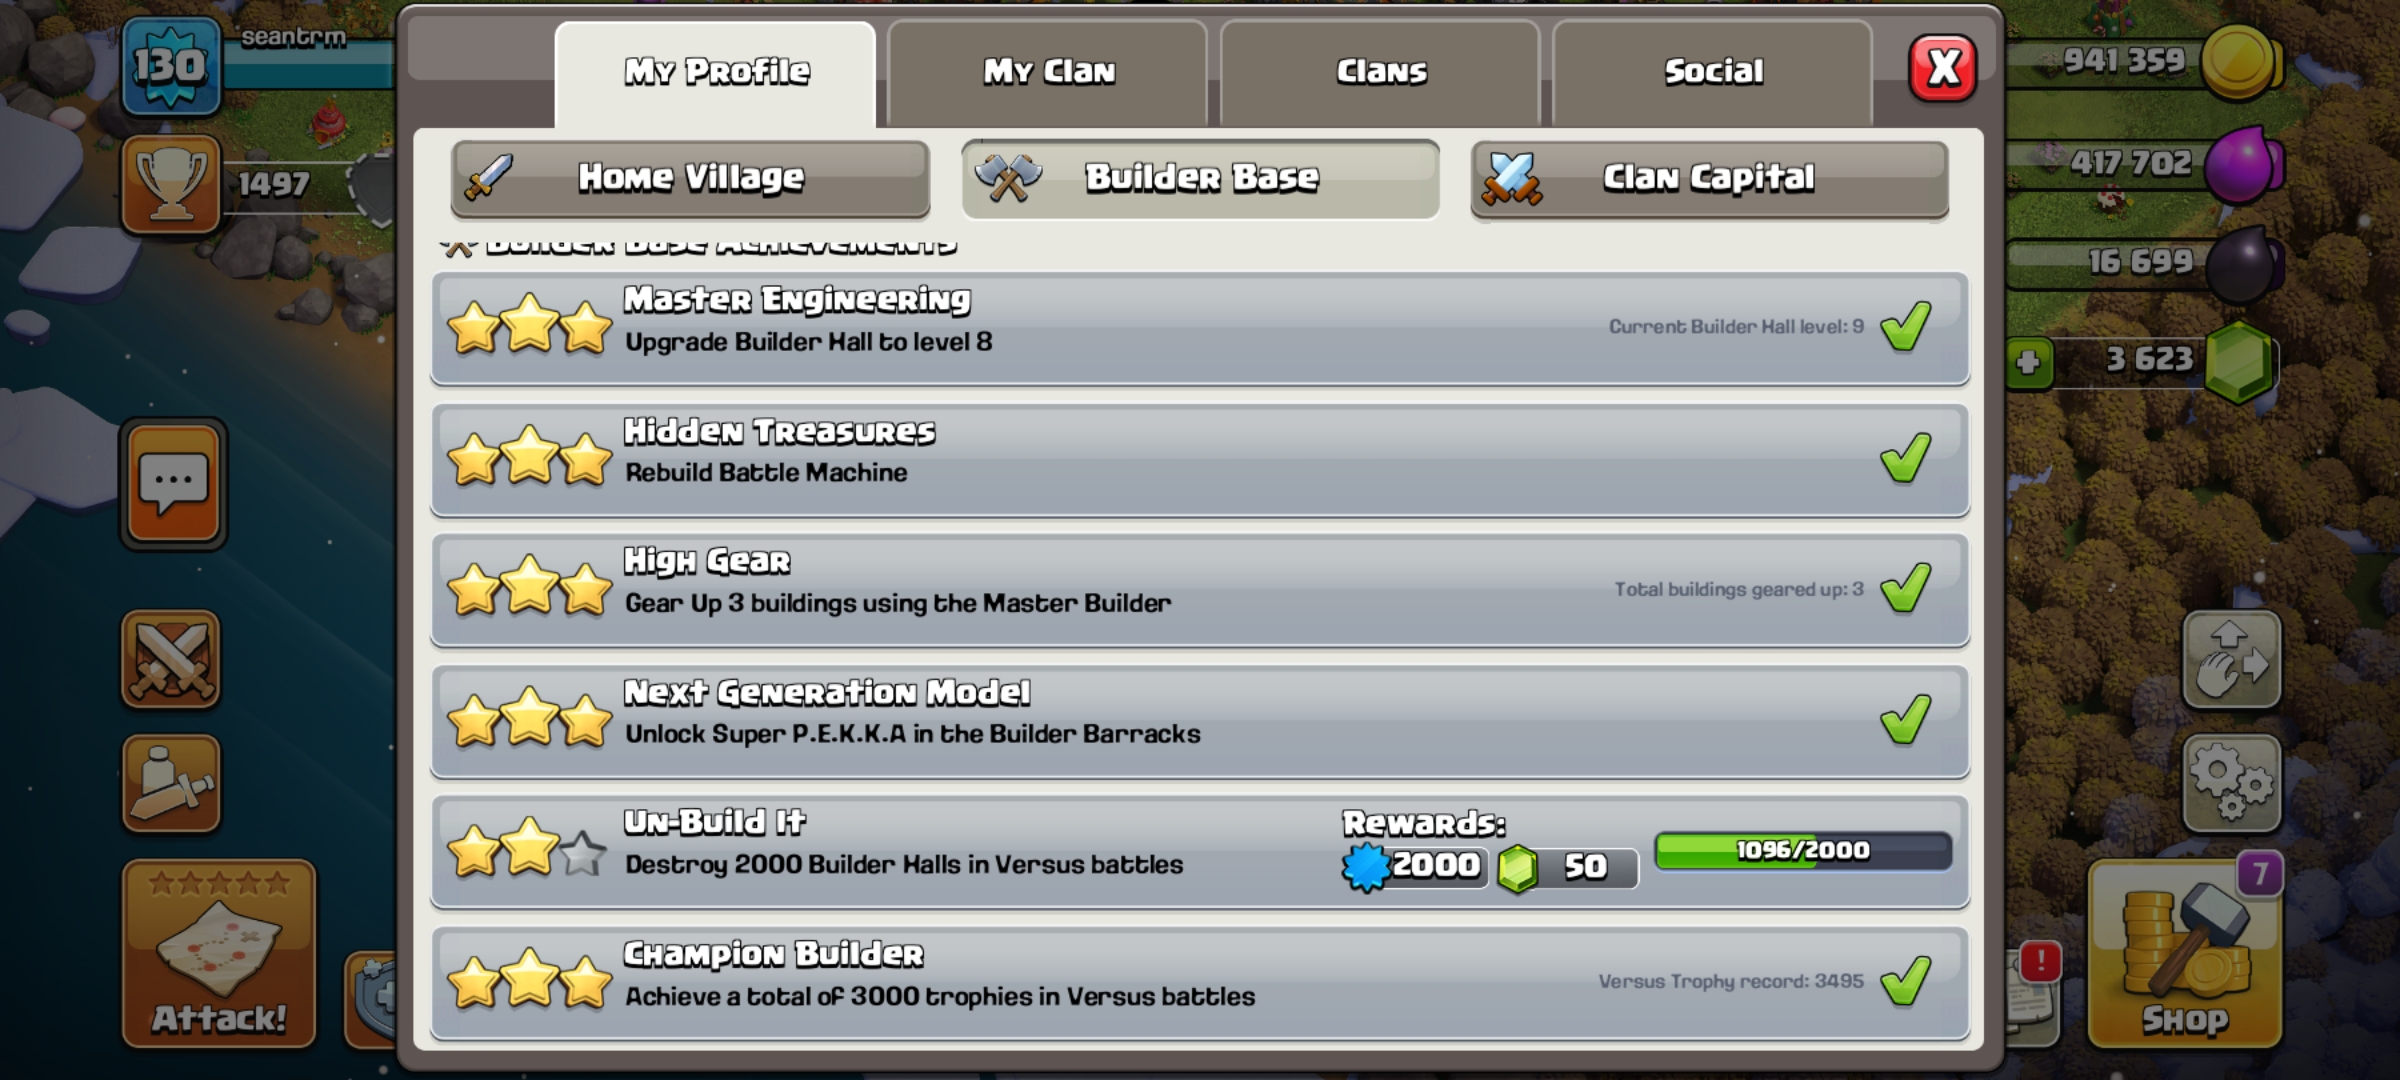 130
seantrm
My Profile
My Clan
Clans
Social
X
941 359
1497
Home Village
Builder Base
Clan Capital
417 702
Builder Base Achievements
16 699
Master Engineering
Upgrade Builder Hall to level 8
Current Builder Hall level: 9
3 623
Hidden Treasures
Rebuild Battle Machine
High Gear
Gear Up 3 buildings using the Master Builder
Total buildings geared up: 3
Next Generation Model
Unlock Super P.E.K.K.A in the Builder Barracks
Un-Build It
Destroy 2000 Builder Halls in Versus battles
Rewards:
2000
50
1096/2000
7
Champion Builder
Achieve a total of 3000 trophies in Versus battles
Versus Trophy record: 3495
!
Attack!
Shop